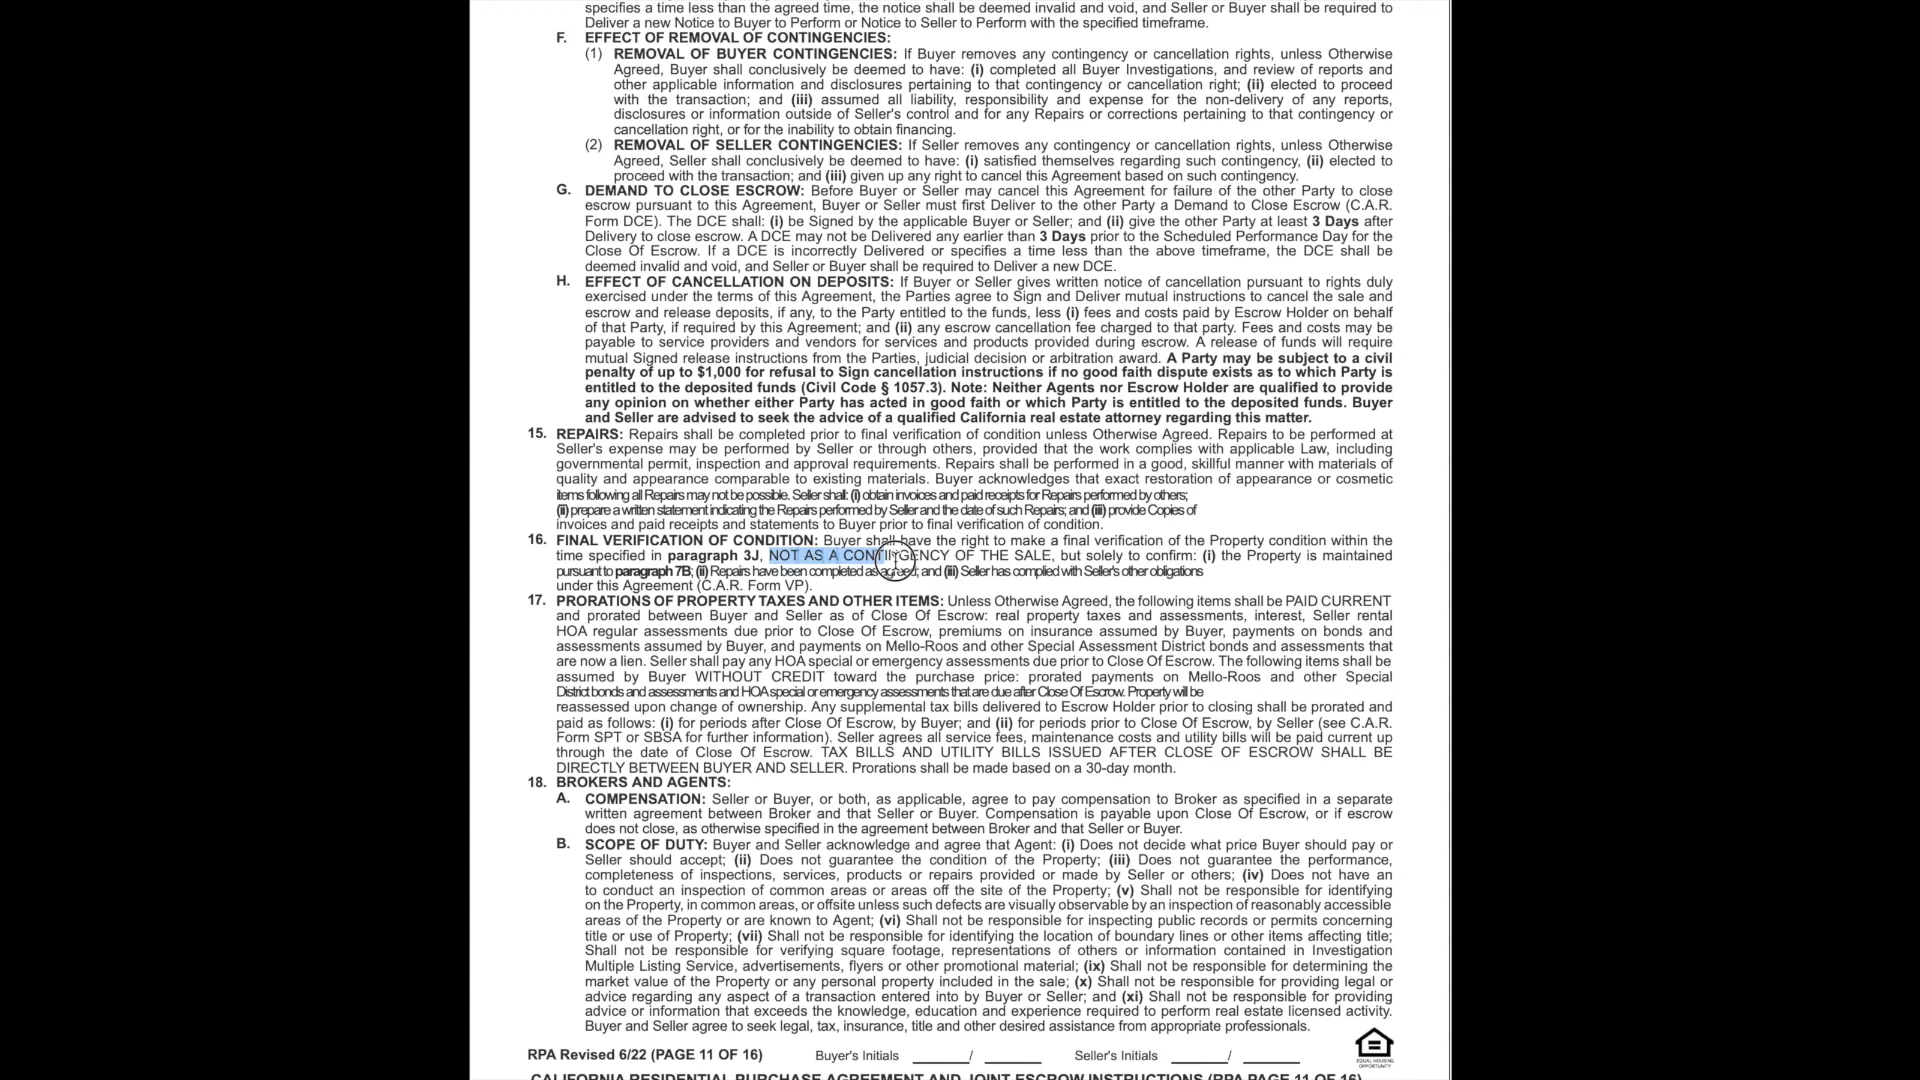 specifies a time less than the agreed time, the notice shall be deemed invalid and void, and Seller or Buyer shall be required to
Deliver a new Notice to Buyer to Perform or Notice to Seller to Perform with the specified timeframe.
F. EFFECT OF REMOVAL OF CONTINGENCIES:
(1) REMOVAL OF BUYER CONTINGENCIES: If Buyer removes any contingency or cancellation rights, unless Otherwise
Agreed, Buyer shall conclusively be deemed to have: (i) completed all Buyer Investigations, and review of reports and
other applicable information and disclosures pertaining to that contingency or cancellation right; (ii) elected to proceed
with the transaction; and (iii) assumed all liability, responsibility and expense for the non-delivery of any reports,
disclosures or information outside of Seller's control and for any Repairs or corrections pertaining to that contingency or
cancellation right, or for the inability to obtain financing.
(2) REMOVAL OF SELLER CONTINGENCIES: If Seller removes any contingency or cancellation rights, unless Otherwise
Agreed, Seller shall conclusively be deemed to have: (i) satisfied themselves regarding such contingency, (ii) elected to
proceed with the transaction; and (iii) given up any right to cancel this Agreement based on such contingency.
G. DEMAND TO CLOSE ESCROW: Before Buyer or Seller may cancel this Agreement for failure of the other Party to close
escrow pursuant to this Agreement, Buyer or Seller must first Deliver to the other Party a Demand to Close Escrow (C.A.R.
Form DCE). The DCE shall: (i) be Signed by the applicable Buyer or Seller; and (ii) give the other Party at least 3 Days after
Delivery to close escrow. A DCE may not be Delivered any earlier than 3 Days prior to the Scheduled Performance Day for the
Close Of Escrow. If a DCE is incorrectly Delivered or specifies a time less than the above timeframe, the DCE shall be
deemed invalid and void, and Seller or Buyer shall be required to Deliver a new DCE.
H. EFFECT OF CANCELLATION ON DEPOSITS: If Buyer or Seller gives written notice of cancellation pursuant to rights duly
exercised under the terms of this Agreement, the Parties agree to Sign and Deliver mutual instructions to cancel the sale and
escrow and release deposits, if any, to the Party entitled to the funds, less (i) fees and costs paid by Escrow Holder on behalf
of that Party, if required by this Agreement; and (ii) any escrow cancellation fee charged to that party. Fees and costs may be
payable to service providers and vendors for services and products provided during escrow. A release of funds will require
mutual Signed release instructions from the Parties, judicial decision or arbitration award. A Party may be subject to a civil
penalty of up to $1,000 for refusal to Sign cancellation instructions if no good faith dispute exists as to which Party is
entitled to the deposited funds (Civil Code § 1057.3). Note: Neither Agents nor Escrow Holder are qualified to provide
any opinion on whether either Party has acted in good faith or which Party is entitled to the deposited funds. Buyer
and Seller are advised to seek the advice of a qualified California real estate attorney regarding this matter.
15. REPAIRS: Repairs shall be completed prior to final verification of condition unless Otherwise Agreed. Repairs to be performed at
Seller's expense may be performed by Seller or through others, provided that the work complies with applicable Law, including
governmental permit, inspection and approval requirements. Repairs shall be performed in a good, skillful manner with materials of
quality and appearance comparable to existing materials. Buyer acknowledges that exact restoration of appearance or cosmetic
items following all Repairs may not be possible. Seller shall: (i) obtain invoices and paid receipts for Repairs performed by others;
(ii) prepare a written statement indicating the Repairs performed by Seller and the date of such Repairs; and (iii) provide Copies of
invoices and paid receipts and statements to Buyer prior to final verification of condition.
16. FINAL VERIFICATION OF CONDITION: Buyer shall have the right to make a final verification of the Property condition within the
time specified in paragraph 3J, NOT AS A CONTINGENCY OF THE SALE, but solely to confirm: (i) the Property is maintained
pursuant to paragraph 7B; (ii) Repairs have been completed as agreed; and (iii) Seller has complied with Seller's other obligations
under this Agreement (C.A.R. Form VP).
17. PRORATIONS OF PROPERTY TAXES AND OTHER ITEMS: Unless Otherwise Agreed, the following items shall be PAID CURRENT
and prorated between Buyer and Seller as of Close Of Escrow: real property taxes and assessments, interest, Seller rental
HOA regular assessments due prior to Close Of Escrow, premiums on insurance assumed by Buyer, payments on bonds and
assessments assumed by Buyer, and payments on Mello-Roos and other Special Assessment District bonds and assessments that
are now a lien. Seller shall pay any HOA special or emergency assessments due prior to Close Of Escrow. The following items shall be
assumed by Buyer WITHOUT CREDIT toward the purchase price: prorated payments on Mello-Roos and other Special
District bonds and assessments and HOA special or emergency assessments that are due after Close Of Escrow. Property will be
reassessed upon change of ownership. Any supplemental tax bills delivered to Escrow Holder prior to closing shall be prorated and
paid as follows: (i) for periods after Close Of Escrow, by Buyer; and (ii) for periods prior to Close Of Escrow, by Seller (see C.A.R.
Form SPT or SBSA for further information). Seller agrees all service fees, maintenance costs and utility bills will be paid current up
through the date of Close Of Escrow. TAX BILLS AND UTILITY BILLS ISSUED AFTER CLOSE OF ESCROW SHALL BE
DIRECTLY BETWEEN BUYER AND SELLER. Prorations shall be made based on a 30-day month.
18. BROKERS AND AGENTS:
A. COMPENSATION: Seller or Buyer, or both, as applicable, agree to pay compensation to Broker as specified in a separate
written agreement between Broker and that Seller or Buyer. Compensation is payable upon Close Of Escrow, or if escrow
does not close, as otherwise specified in the agreement between Broker and that Seller or Buyer.
B. SCOPE OF DUTY: Buyer and Seller acknowledge and agree that Agent: (i) Does not decide what price Buyer should pay or
Seller should accept; (ii) Does not guarantee the condition of the Property; (iii) Does not guarantee the performance,
completeness of inspections, services, products or repairs provided or made by Seller or others; (iv) Does not have an
to conduct an inspection of common areas or areas off the site of the Property; (v) Shall not be responsible for identifying
on the Property, in common areas, or offsite unless such defects are visually observable by an inspection of reasonably accessible
areas of the Property or are known to Agent; (vi) Shall not be responsible for inspecting public records or permits concerning
title or use of Property; (vii) Shall not be responsible for identifying the location of boundary lines or other items affecting title;
Shall not be responsible for verifying square footage, representations of others or information contained in Investigation
Multiple Listing Service, advertisements, flyers or other promotional material; (ix) Shall not be responsible for determining the
market value of the Property or any personal property included in the sale; (x) Shall not be responsible for providing legal or
advice regarding any aspect of a transaction entered into by Buyer or Seller; and (xi) Shall not be responsible for providing
advice or information that exceeds the knowledge, education and experience required to perform real estate licensed activity.
Buyer and Seller agree to seek legal, tax, insurance, title and other desired assistance from appropriate professionals.
RPA Revised 6/22 (PAGE 11 OF 16) Buyer's Initials ______/______ Seller's Initials ______/______
EQUAL HOUSING
OPPORTUNITY
CALIFORNIA RESIDENTIAL PURCHASE AGREEMENT AND JOINT ESCROW INSTRUCTIONS (RPA PAGE 11 OF 16)